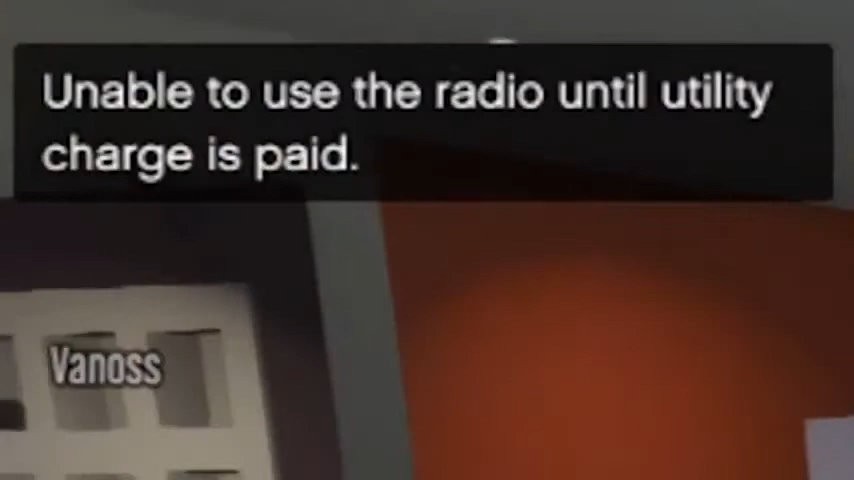 Unable to use the radio until utility
charge is paid.
Vanoss